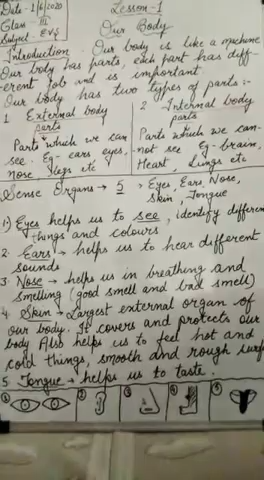 Date - 1/6/2020 Lesson - 1
Class - III Our Body
Subject EVS
Introduction. Our body is like a machine
Our body has parts, each part has diff-
erent job and is important.
Our body has two types of parts:-
1 External body parts
Parts which we can
see. Eg- ears eyes,
Nose, legs etc
2 Internal body parts
Parts which we can-
not see Eg- brain,
Heart, Lungs etc
Sense Organs → 5 → Eyes, Ears, Nose,
Skin, Tongue
1) Eyes helps us to see, identify different
things and colours
2. Ears → helps us to hear different
sounds
3. Nose → helps us in breathing and
smelling (good smell and bad smell)
4 Skin → Largest external organ of
our body. It covers and protects our
body Also helps us to feel hot and
cold things, smooth and rough surf
5 Tongue → helps us to taste.
1 2 3 4 5